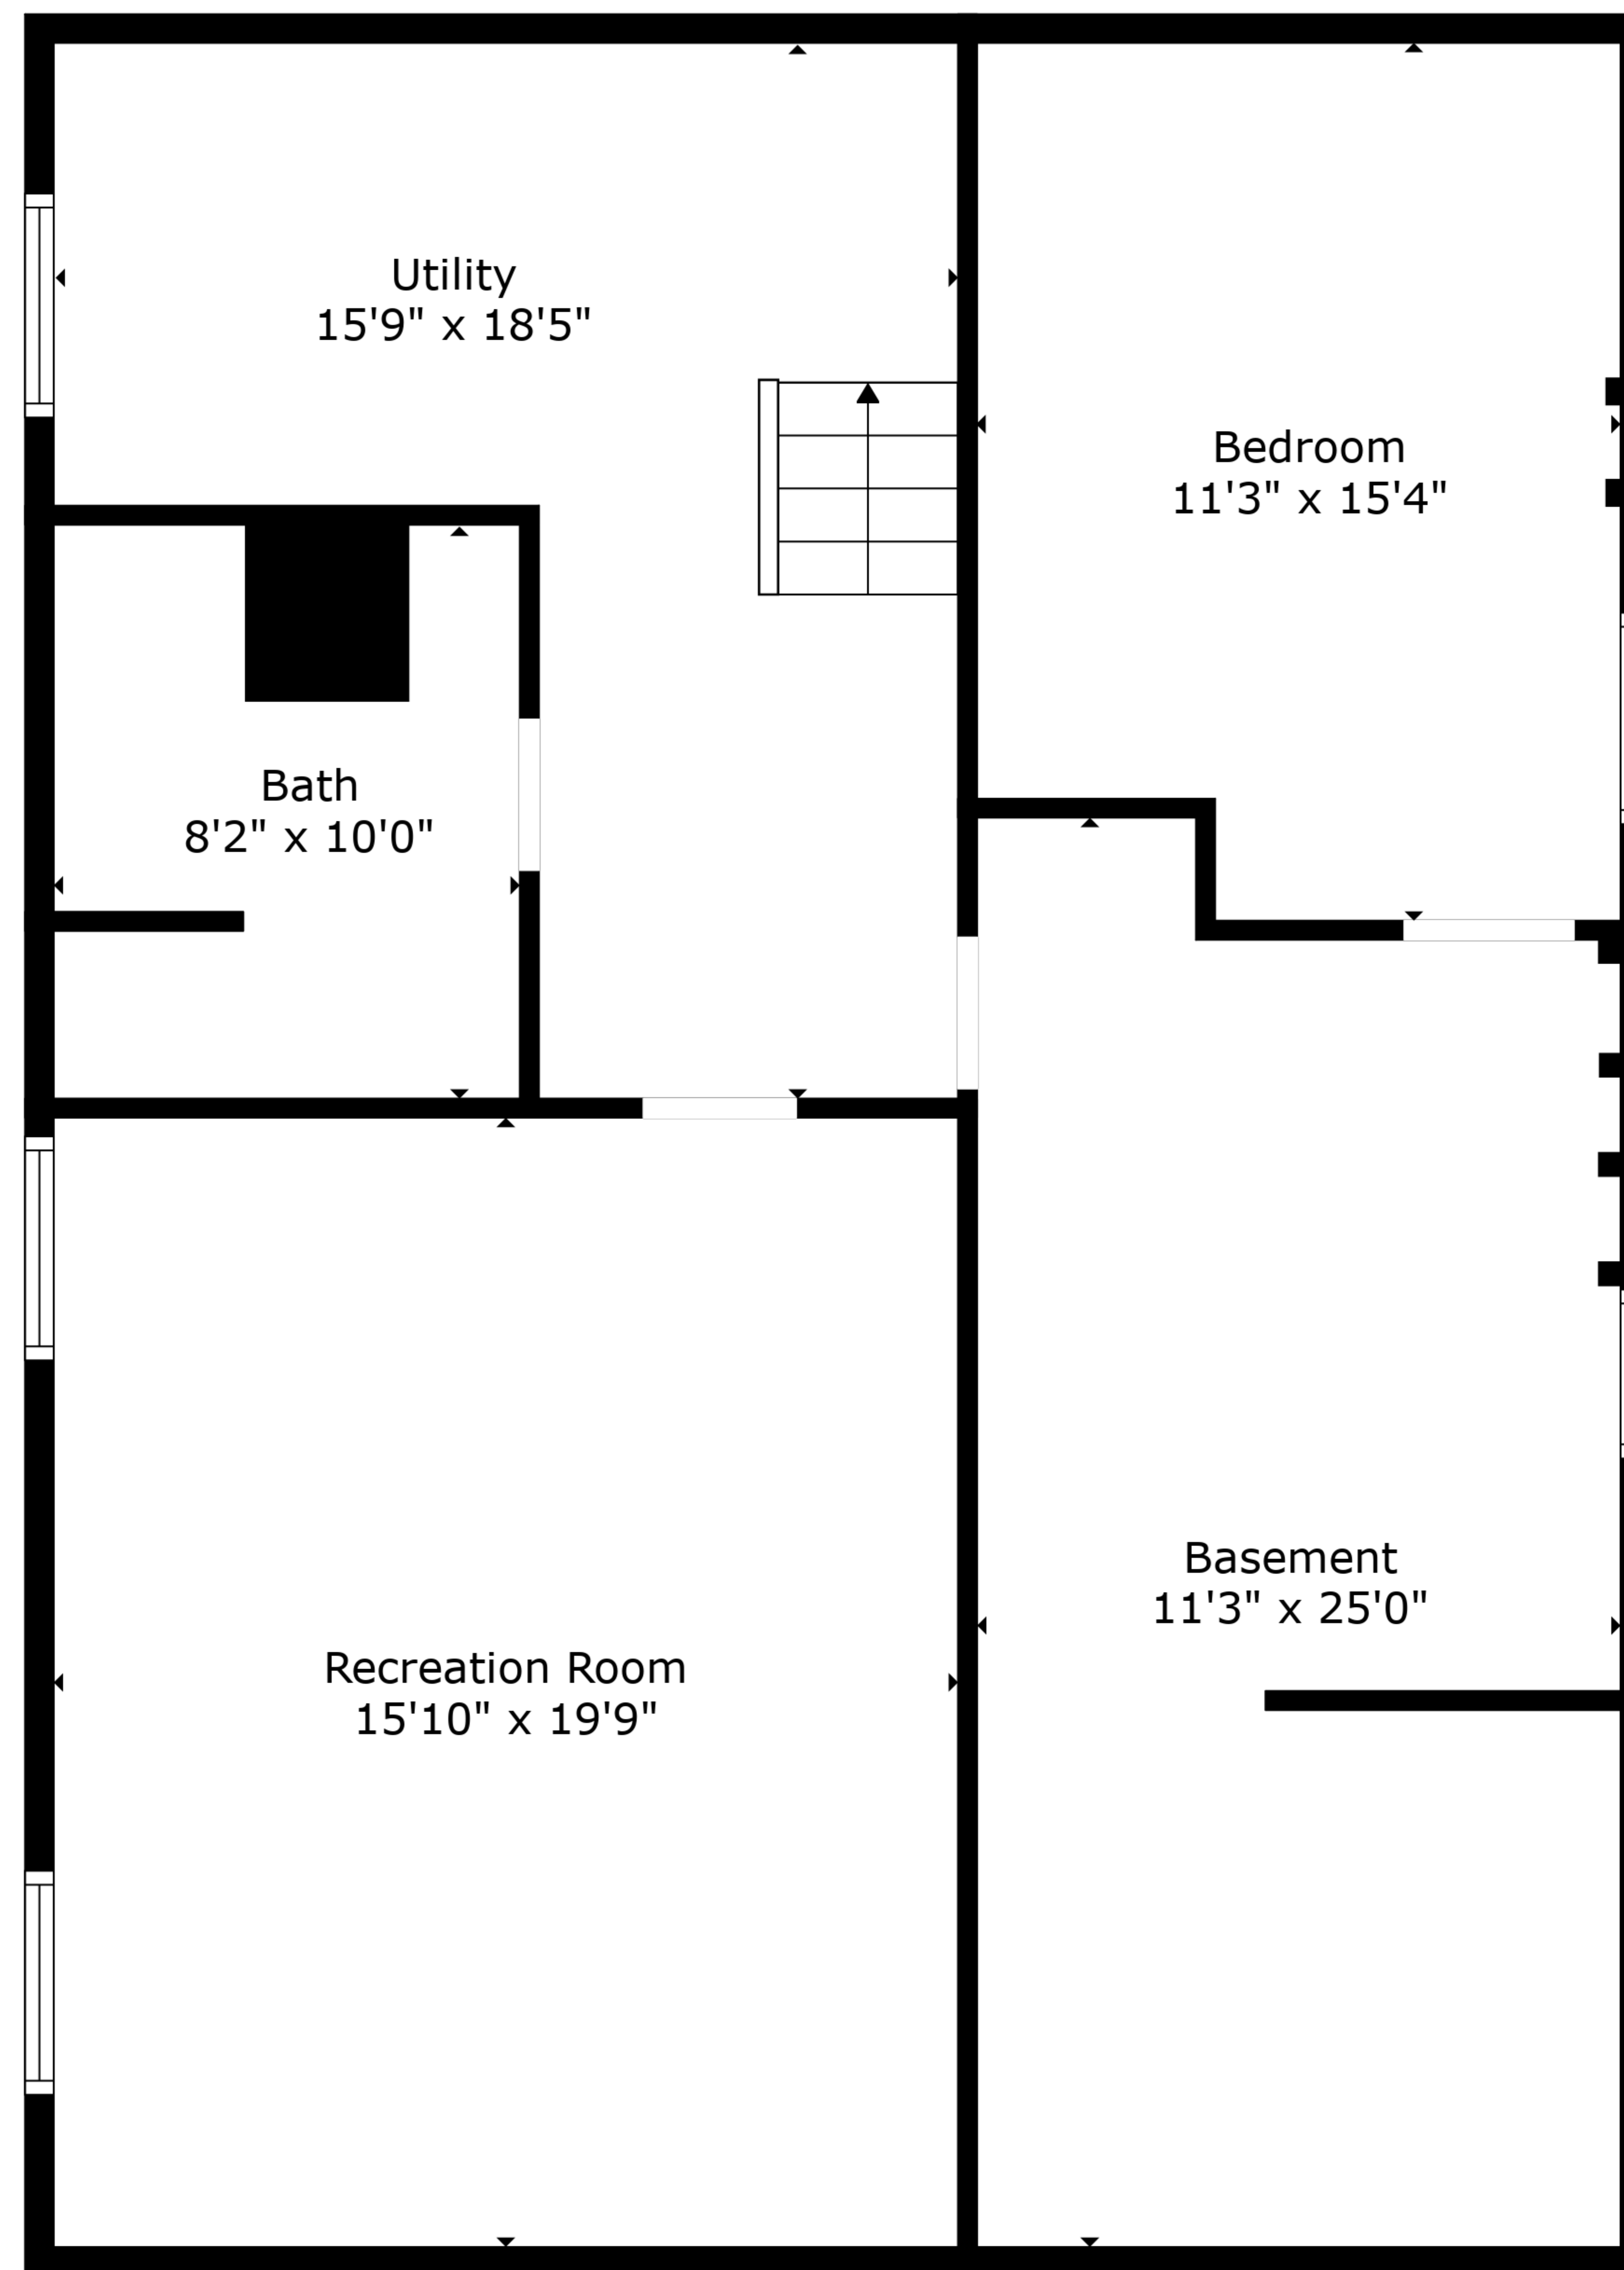 Utility
15'9" x 18'5"
Bedroom
11'3" x 15'4"
Bath
8'2" x 10'0"
Basement
11'3" x 25'0"
Recreation Room
15'10" x 19'9"